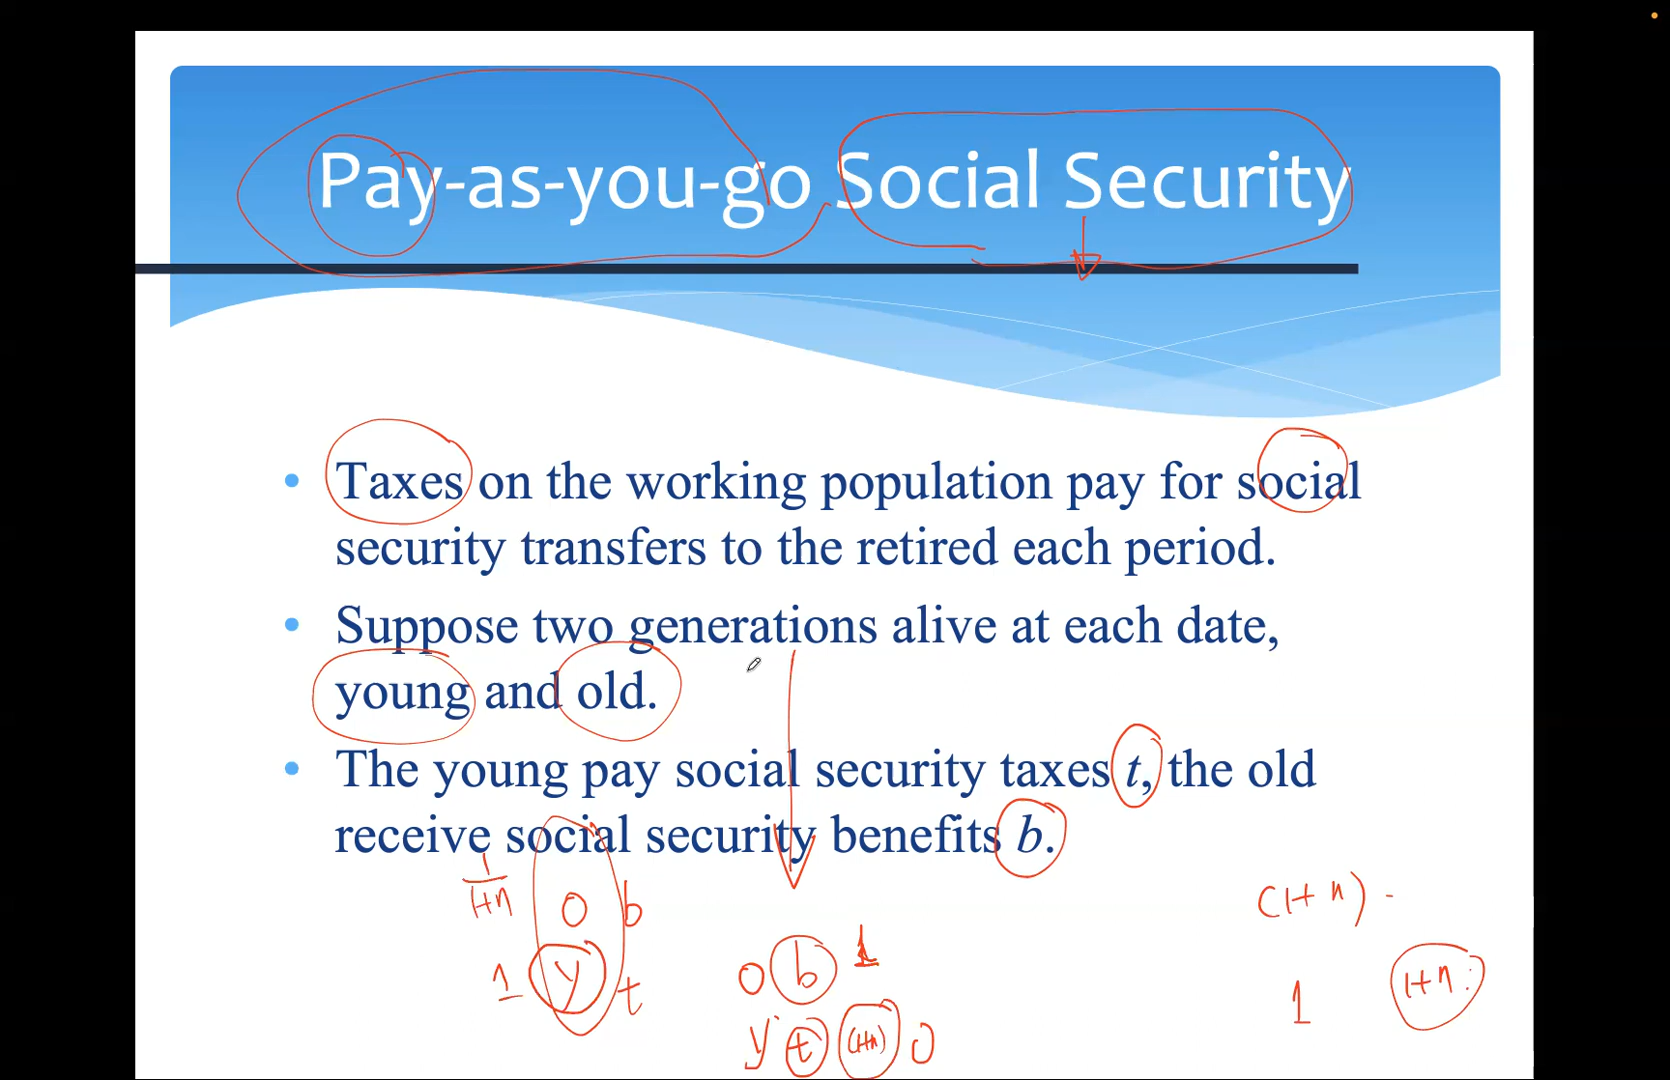 Pay-as-you-go Social Security
• Taxes on the working population pay for social
security transfers to the retired each period.
• Suppose two generations alive at each date,
young and old.
• The young pay social security taxes t, the old
receive social security benefits b.
1/1+n O b
1 y t
O b 1
y t (1+n) O
(1+n) -
1 1+n :